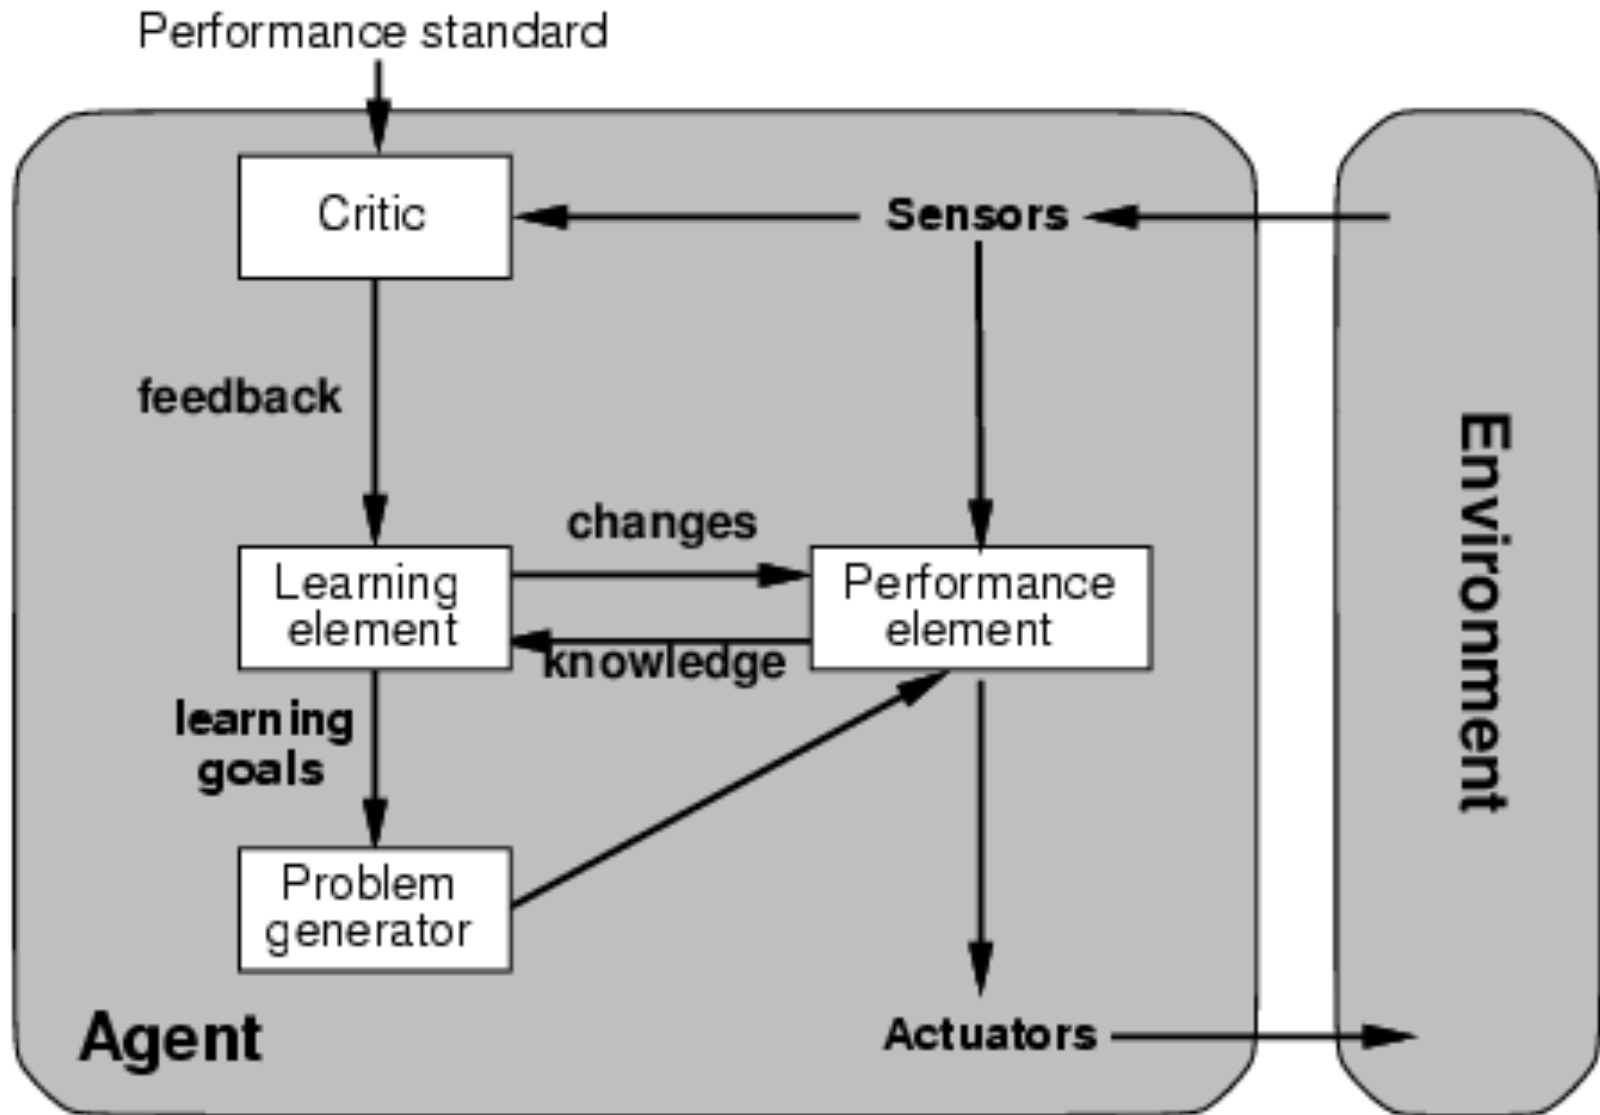 Performance standard
Critic
Sensors
feedback
changes
Learning
element
Performance
element
knowledge
learning
goals
Problem
generator
Agent
Actuators
Environment